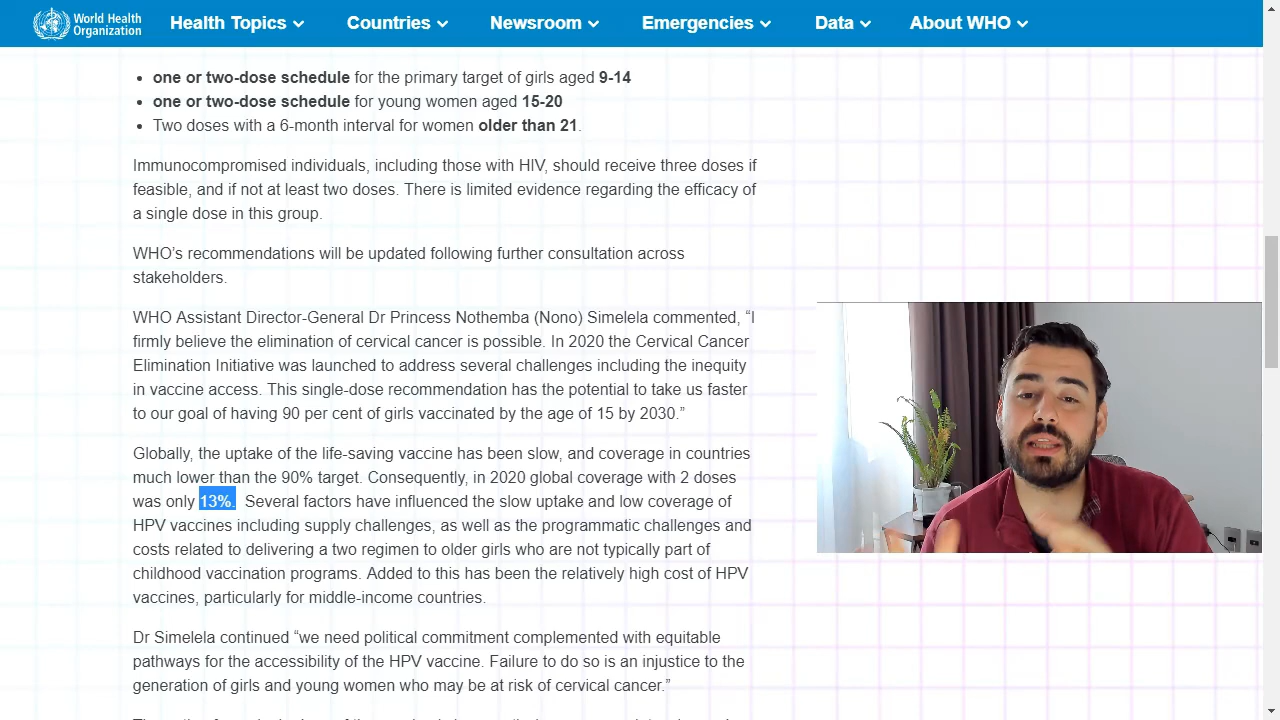 World Health
Organization
Health Topics
Countries
Newsroom
Emergencies
Data
About WHO
• one or two-dose schedule for the primary target of girls aged 9-14
• one or two-dose schedule for young women aged 15-20
• Two doses with a 6-month interval for women older than 21.
Immunocompromised individuals, including those with HIV, should receive three doses if
feasible, and if not at least two doses. There is limited evidence regarding the efficacy of
a single dose in this group.
WHO’s recommendations will be updated following further consultation across
stakeholders.
WHO Assistant Director-General Dr Princess Nothemba (Nono) Simelela commented, “I
firmly believe the elimination of cervical cancer is possible. In 2020 the Cervical Cancer
Elimination Initiative was launched to address several challenges including the inequity
in vaccine access. This single-dose recommendation has the potential to take us faster
to our goal of having 90 per cent of girls vaccinated by the age of 15 by 2030.”
Globally, the uptake of the life-saving vaccine has been slow, and coverage in countries
much lower than the 90% target. Consequently, in 2020 global coverage with 2 doses
was only 13%. Several factors have influenced the slow uptake and low coverage of
HPV vaccines including supply challenges, as well as the programmatic challenges and
costs related to delivering a two regimen to older girls who are not typically part of
childhood vaccination programs. Added to this has been the relatively high cost of HPV
vaccines, particularly for middle-income countries.
Dr Simelela continued “we need political commitment complemented with equitable
pathways for the accessibility of the HPV vaccine. Failure to do so is an injustice to the
generation of girls and young women who may be at risk of cervical cancer.”